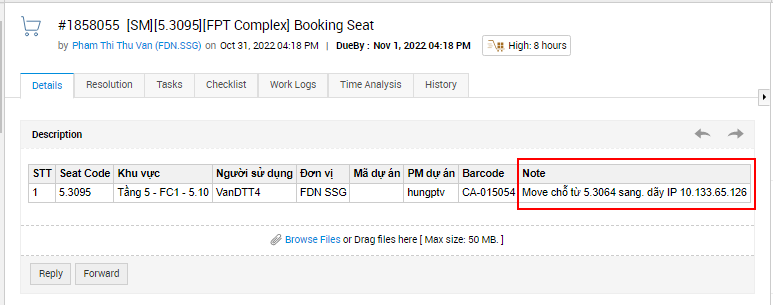 #1858055 [SM][5.3095][FPT Complex] Booking Seat
by Pham Thi Thu Van (FDN.SSG) on Oct 31, 2022 04:18 PM | DueBy : Nov 1, 2022 04:18 PM High: 8 hours
Details Resolution Tasks Checklist Work Logs Time Analysis History
Description
STT Seat Code Khu vực Người sử dụng Đơn vị Mã dự án PM dự án Barcode Note
1 5.3095 Tầng 5 - FC1 - 5.10 VanDTT4 FDN SSG hungptv CA-015054 Move chỗ từ 5.3064 sang. dãy IP 10.133.65.126
Browse Files or Drag files here [ Max size: 50 MB. ]
Reply Forward